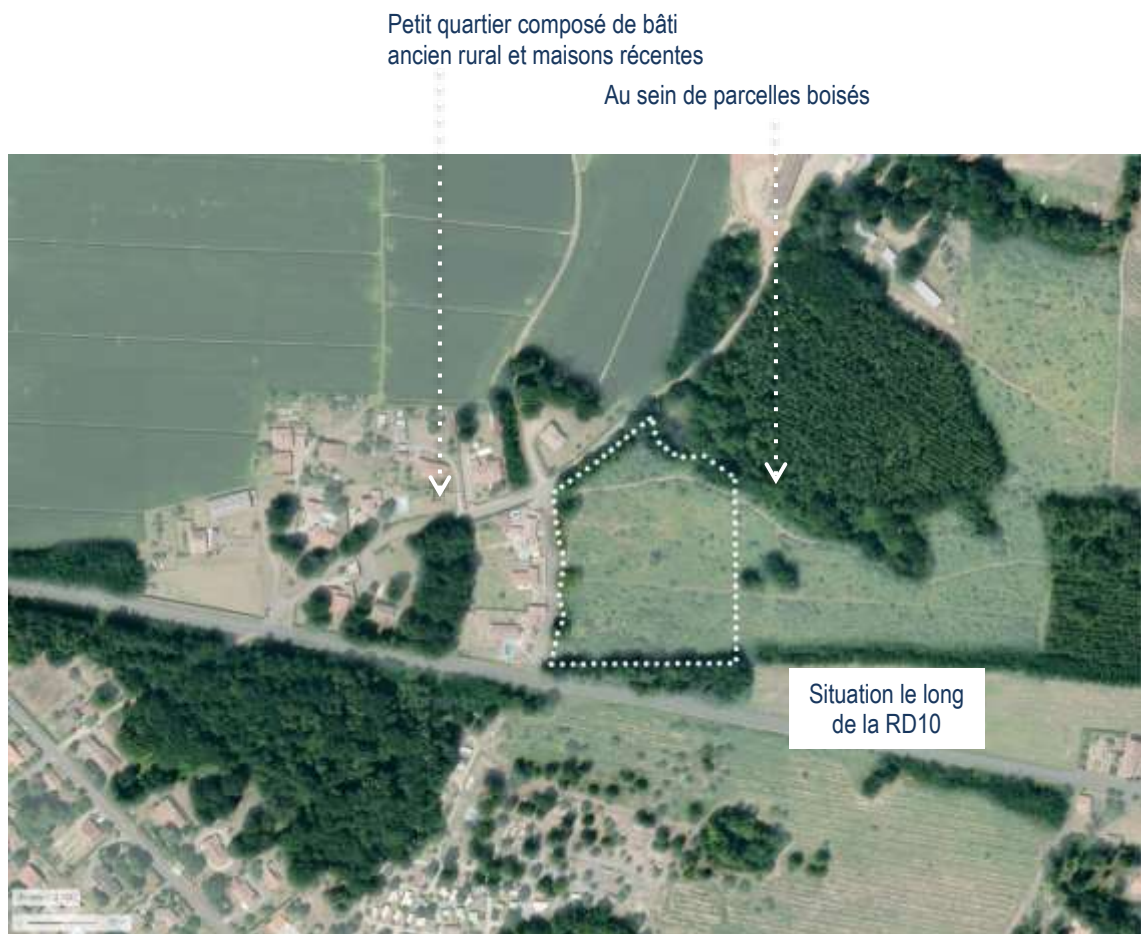 Petit quartier composé de bâti
ancien rural et maisons récentes
Au sein de parcelles boisés
Situation le long
de la RD10